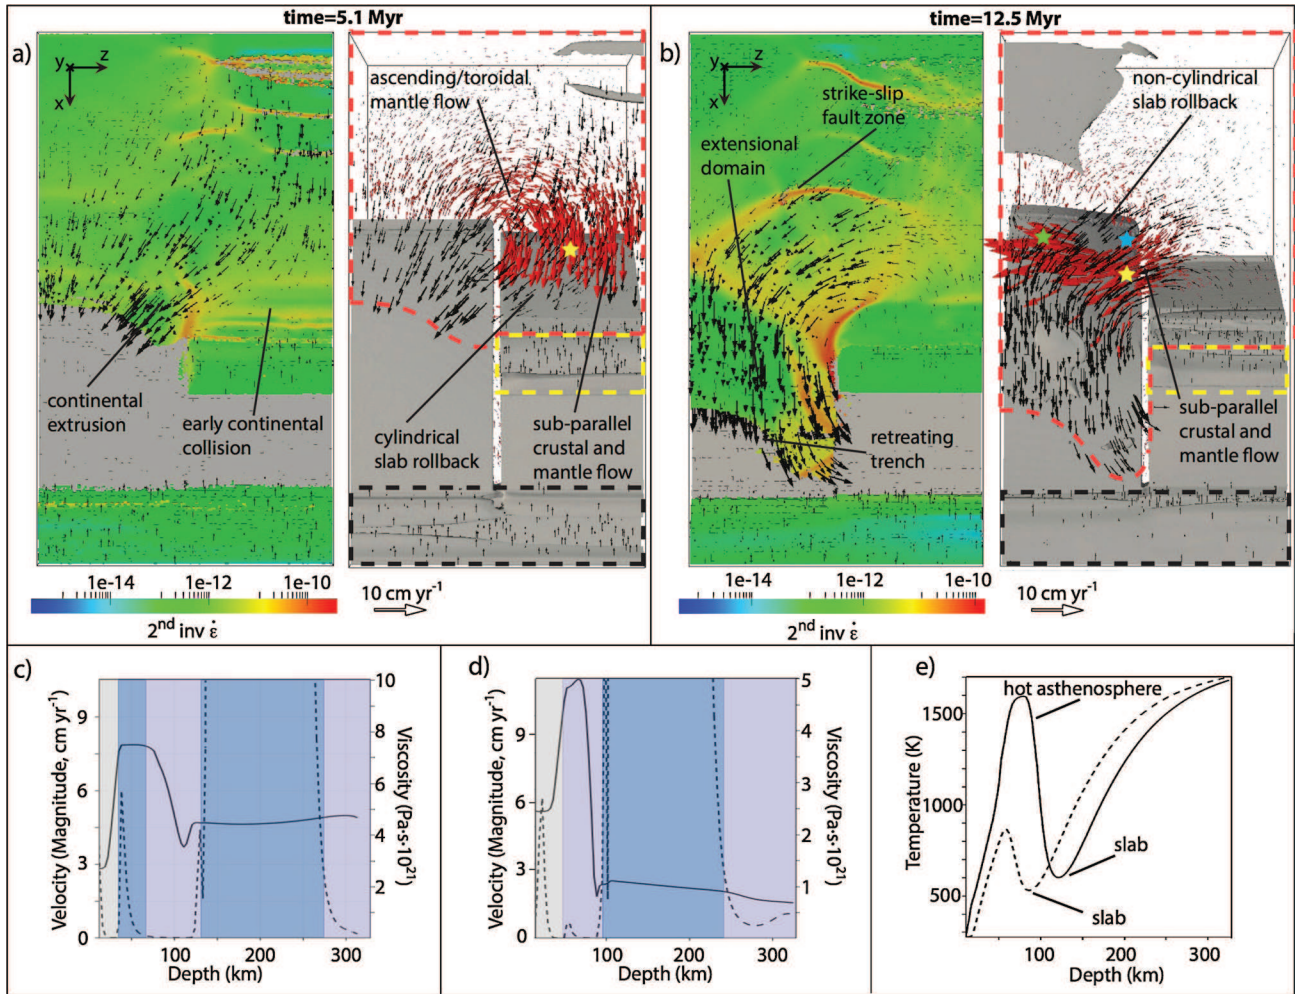 time=5.1 Myr
time=12.5 Myr
a)
y
z
x
ascending/toroidal
mantle flow
continental
extrusion
early continental
collision
cylindrical
slab rollback
sub-parallel
crustal and
mantle flow
1e-14
1e-12
1e-10
2nd inv ε̇
10 cm yr-1
b)
y
z
x
strike-slip
fault zone
extensional
domain
non-cylindrical
slab rollback
retreating
trench
sub-parallel
crustal and
mantle flow
1e-14
1e-12
1e-10
2nd inv ε̇
10 cm yr-1
c)
Velocity (Magnitude, cm yr-1)
9
6
3
0
10
8
6
4
2
Viscosity (Pa·s·10^21)
100
200
300
Depth (km)
d)
Velocity (Magnitude, cm yr-1)
9
6
3
0
5
4
3
2
1
0
Viscosity (Pa·s·10^21)
100
200
300
Depth (km)
e)
Temperature (K)
1500
1000
500
hot asthenosphere
slab
slab
0
100
200
300
Depth (km)